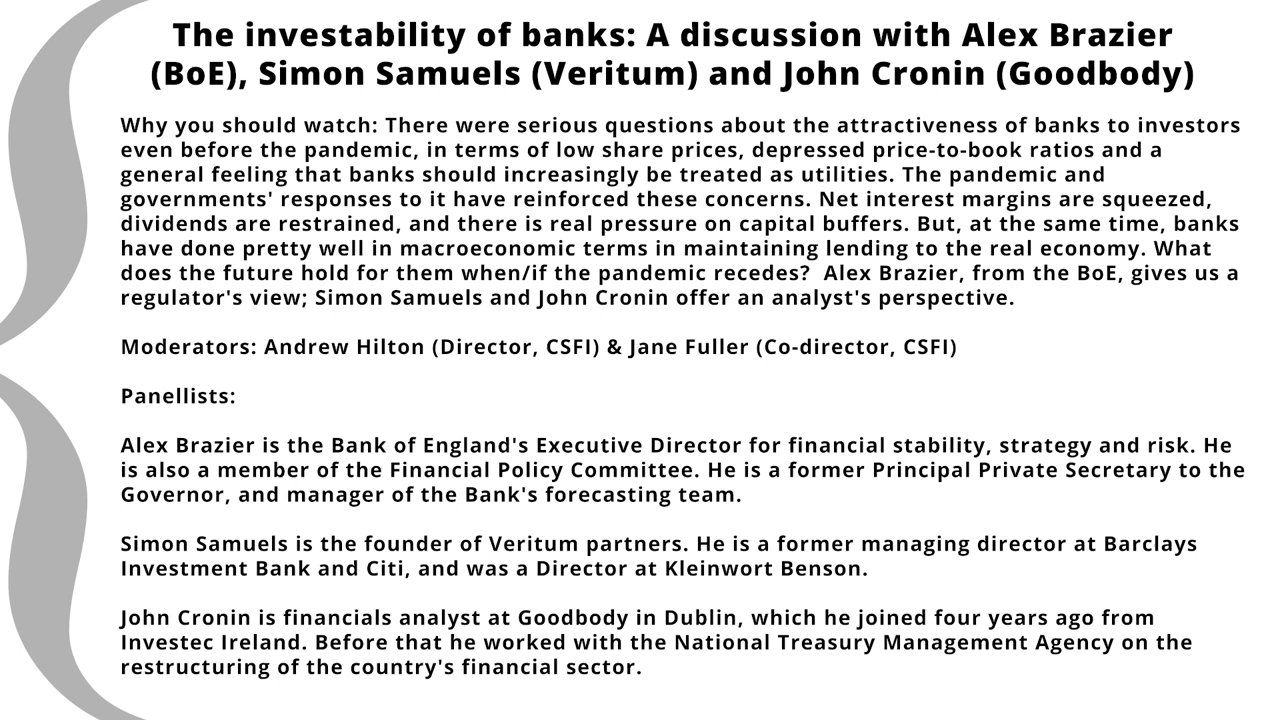 The investability of banks: A discussion with Alex Brazier
(BoE), Simon Samuels (Veritum) and John Cronin (Goodbody)
Why you should watch: There were serious questions about the attractiveness of banks to investors
even before the pandemic, in terms of low share prices, depressed price-to-book ratios and a
general feeling that banks should increasingly be treated as utilities. The pandemic and
governments' responses to it have reinforced these concerns. Net interest margins are squeezed,
dividends are restrained, and there is real pressure on capital buffers. But, at the same time, banks
have done pretty well in macroeconomic terms in maintaining lending to the real economy. What
does the future hold for them when/if the pandemic recedes?  Alex Brazier, from the BoE, gives us a
regulator's view; Simon Samuels and John Cronin offer an analyst's perspective.
Moderators: Andrew Hilton (Director, CSFI) & Jane Fuller (Co-director, CSFI)
Panellists:
Alex Brazier is the Bank of England's Executive Director for financial stability, strategy and risk. He
is also a member of the Financial Policy Committee. He is a former Principal Private Secretary to the
Governor, and manager of the Bank's forecasting team.
Simon Samuels is the founder of Veritum partners. He is a former managing director at Barclays
Investment Bank and Citi, and was a Director at Kleinwort Benson.
John Cronin is financials analyst at Goodbody in Dublin, which he joined four years ago from
Investec Ireland. Before that he worked with the National Treasury Management Agency on the
restructuring of the country's financial sector.